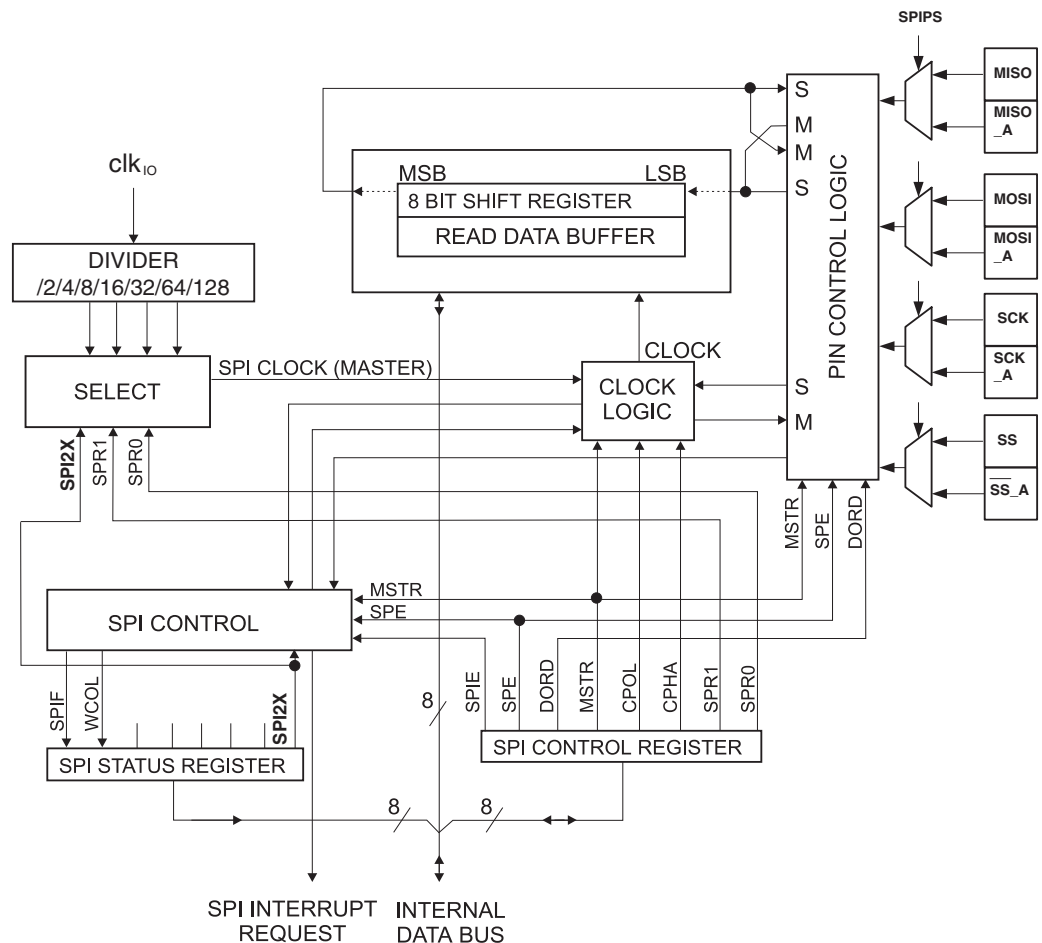 SPIPS
MISO
MISO
_A
MOSI
MOSI
_A
SCK
SCK
_A
SS
SS_A
clkIO
DIVIDER
/2/4/8/16/32/64/128
SELECT
SPI2X
SPR1
SPR0
SPI CLOCK (MASTER)
MSB
LSB
8 BIT SHIFT REGISTER
READ DATA BUFFER
CLOCK
CLOCK
LOGIC
S
M
M
S
S
M
PIN CONTROL LOGIC
MSTR
SPE
DORD
SPI CONTROL
MSTR
SPE
SPIF
WCOL
SPI2X
SPI STATUS REGISTER
SPIE
SPE
DORD
MSTR
CPOL
CPHA
SPR1
SPR0
SPI CONTROL REGISTER
8
8
8
SPI INTERRUPT
REQUEST
INTERNAL
DATA BUS